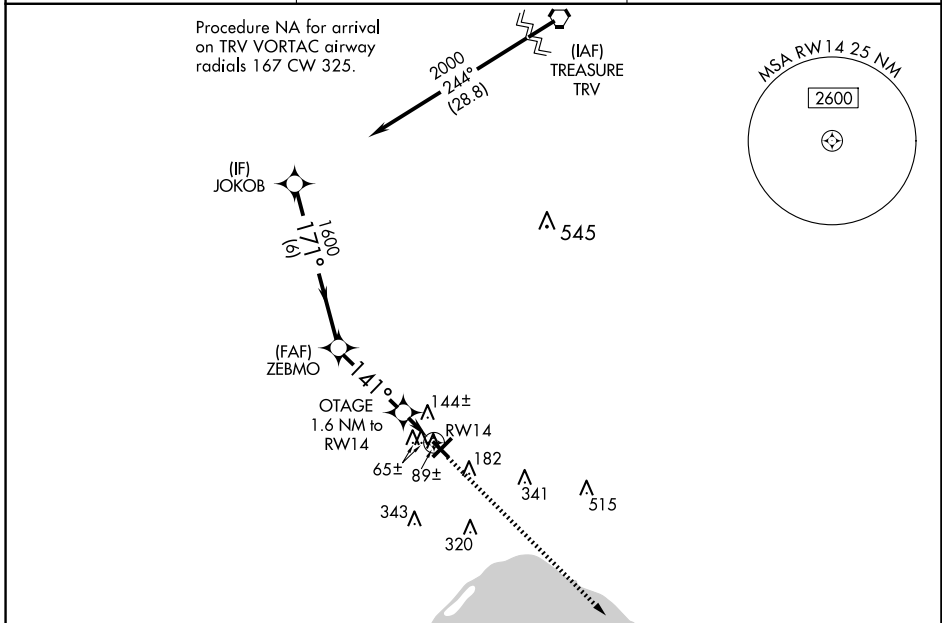 Procedure NA for arrival
on TRV VORTAC airway
radials 167 CW 325.
(IAF)
TREASURE
TRV
2000
244°
(28.8)
MSA RW14 25 NM
2600
(IF)
JOKOB
1600
171°
(6)
545
(FAF)
ZEBMO
141°
OTAGE
1.6 NM to
RW14
144±
RW14
65±
89±
182
341
515
343
320